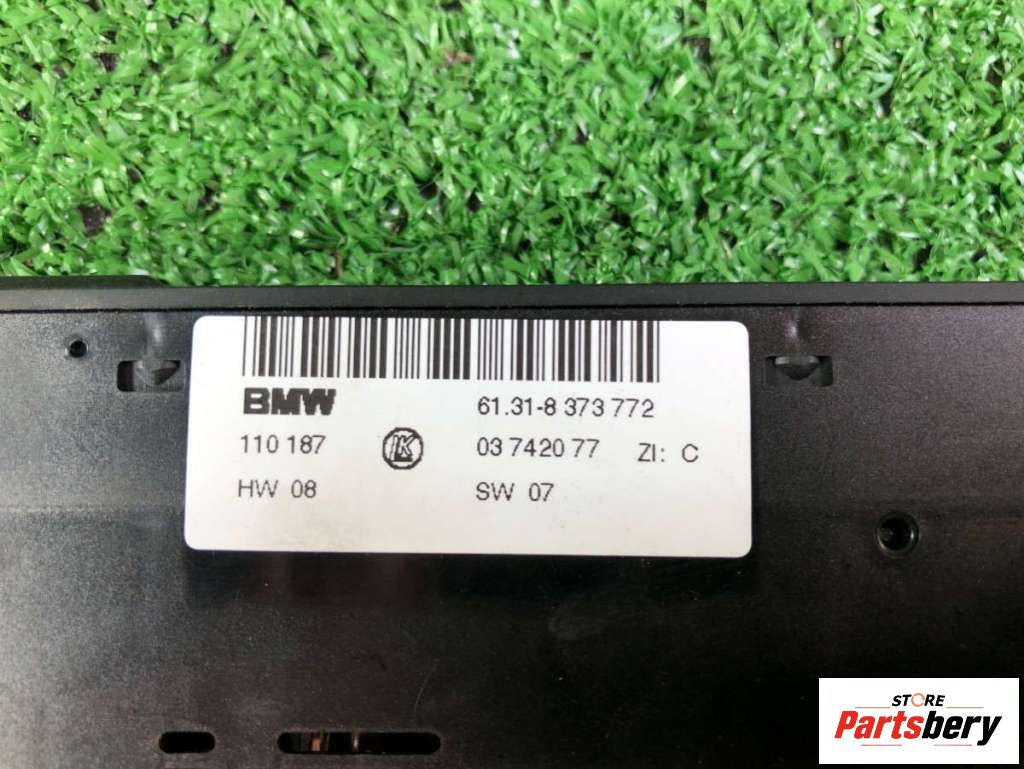 BMW 61.31-8 373 772
110 187 K 03 7420 77 ZI: C
HW 08 SW 07
STORE
Partsbery